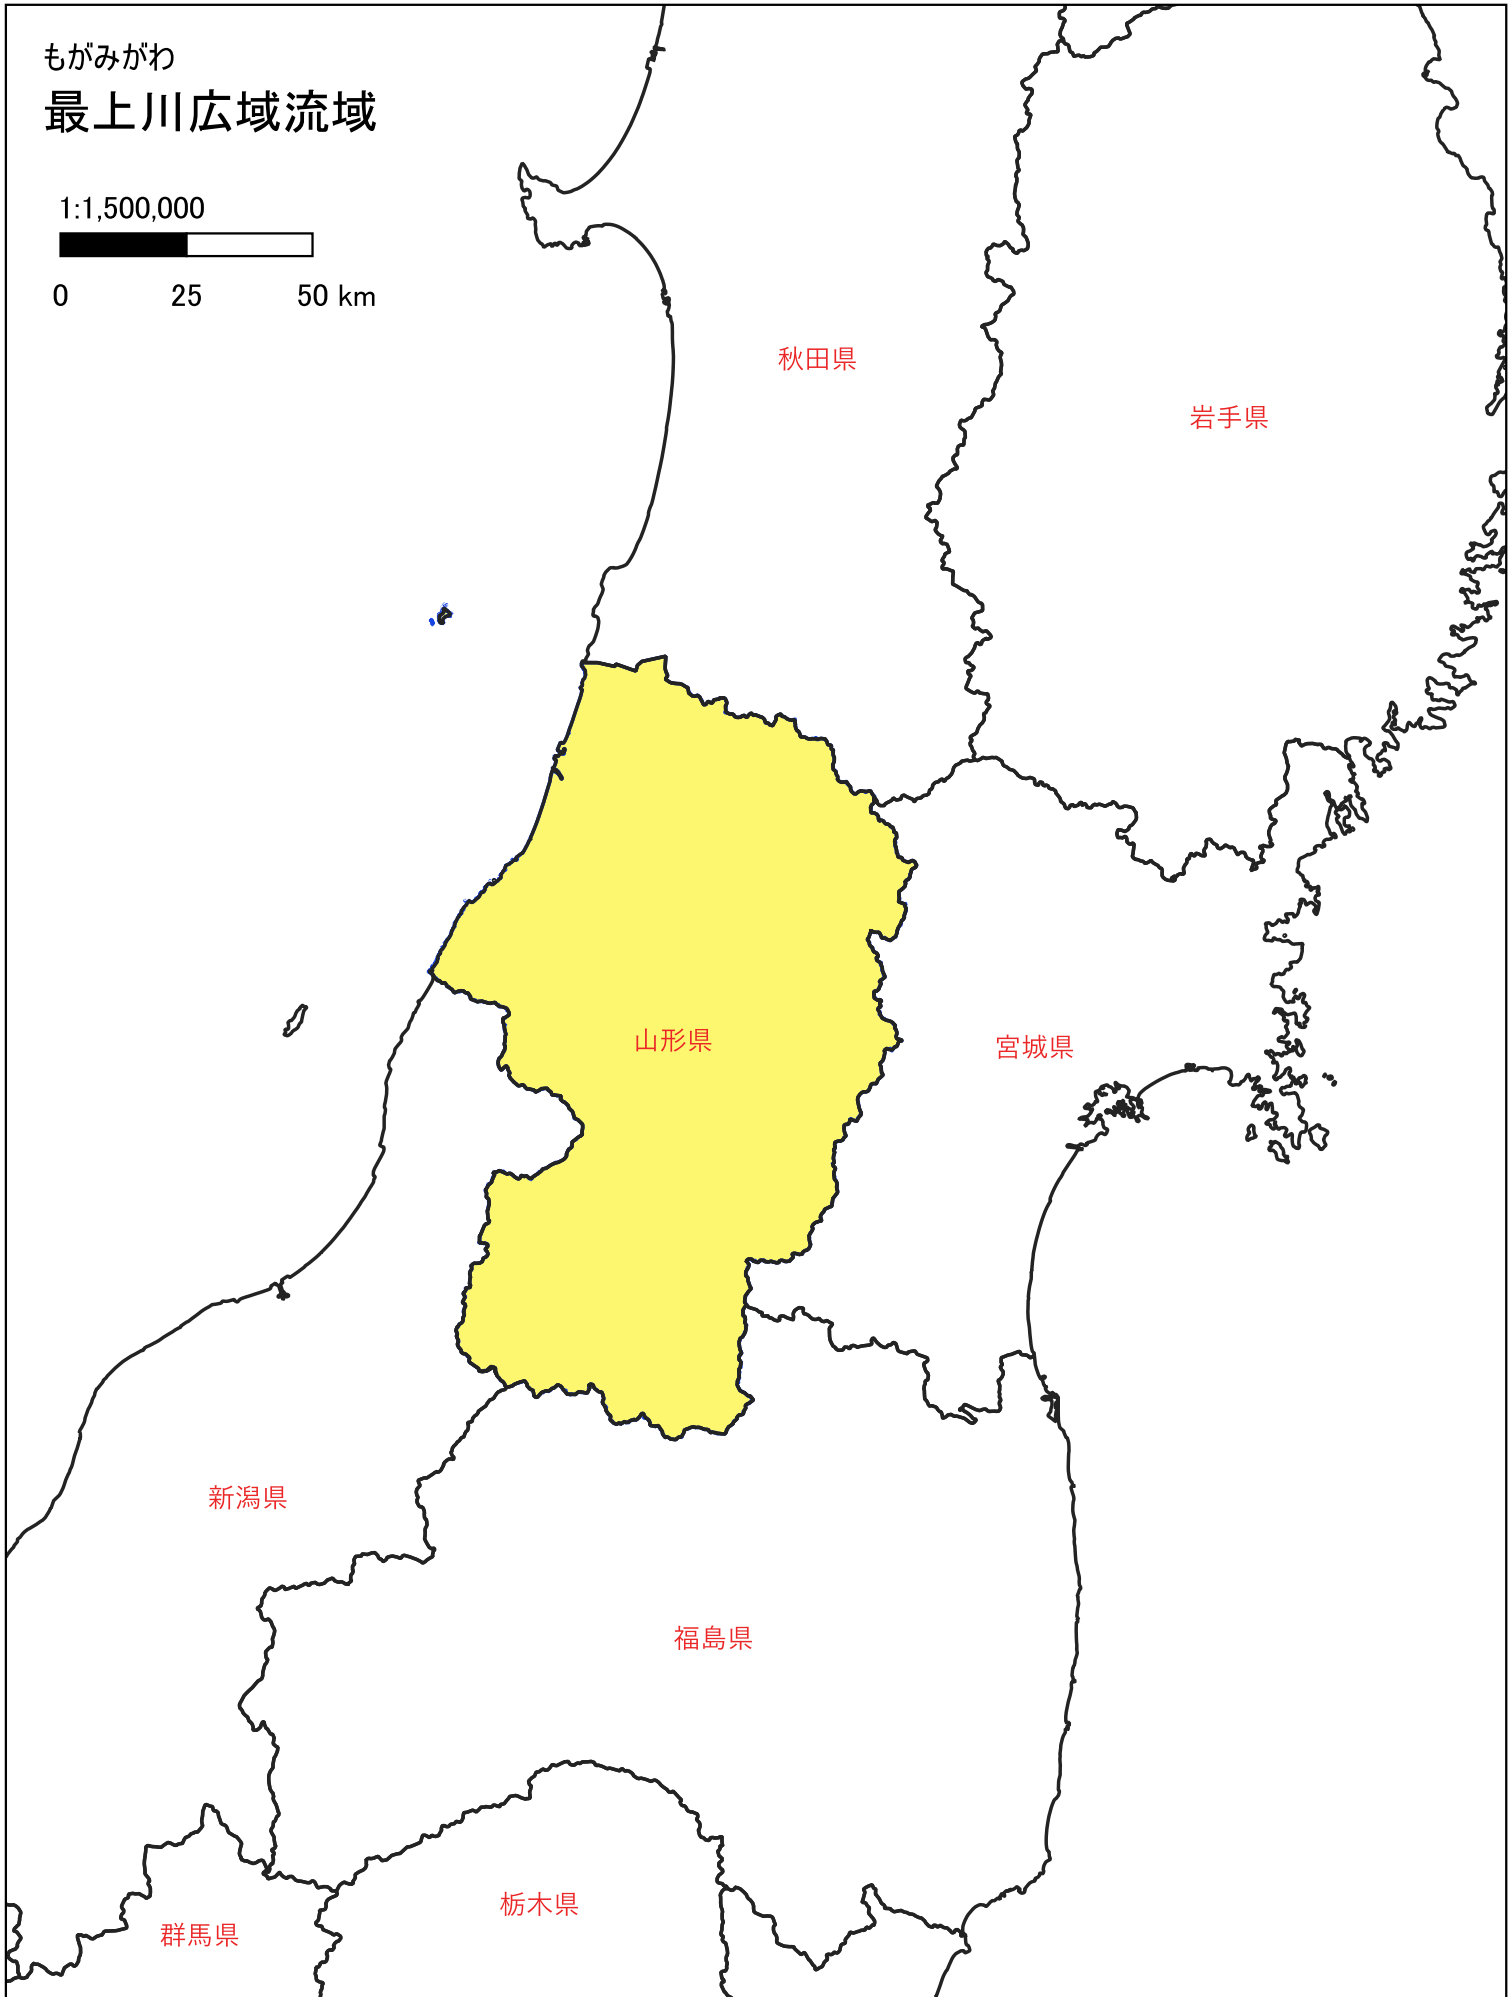 もがみがわ
最上川広域流域
1:1,500,000
0 25 50 km
秋田県
岩手県
山形県
宮城県
新潟県
福島県
栃木県
群馬県